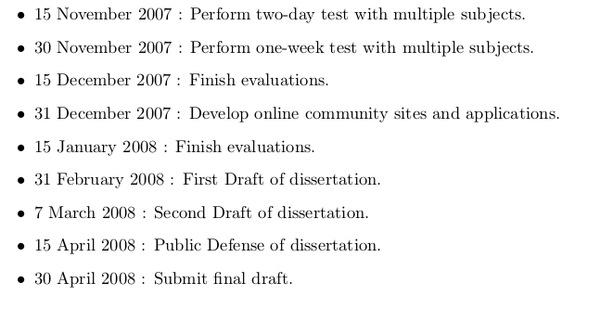 • 15 November 2007 : Perform two-day test with multiple subjects.
• 30 November 2007 : Perform one-week test with multiple subjects.
• 15 December 2007 : Finish evaluations.
• 31 December 2007 : Develop online community sites and applications.
• 15 January 2008 : Finish evaluations.
• 31 February 2008 : First Draft of dissertation.
• 7 March 2008 : Second Draft of dissertation.
• 15 April 2008 : Public Defense of dissertation.
• 30 April 2008 : Submit final draft.